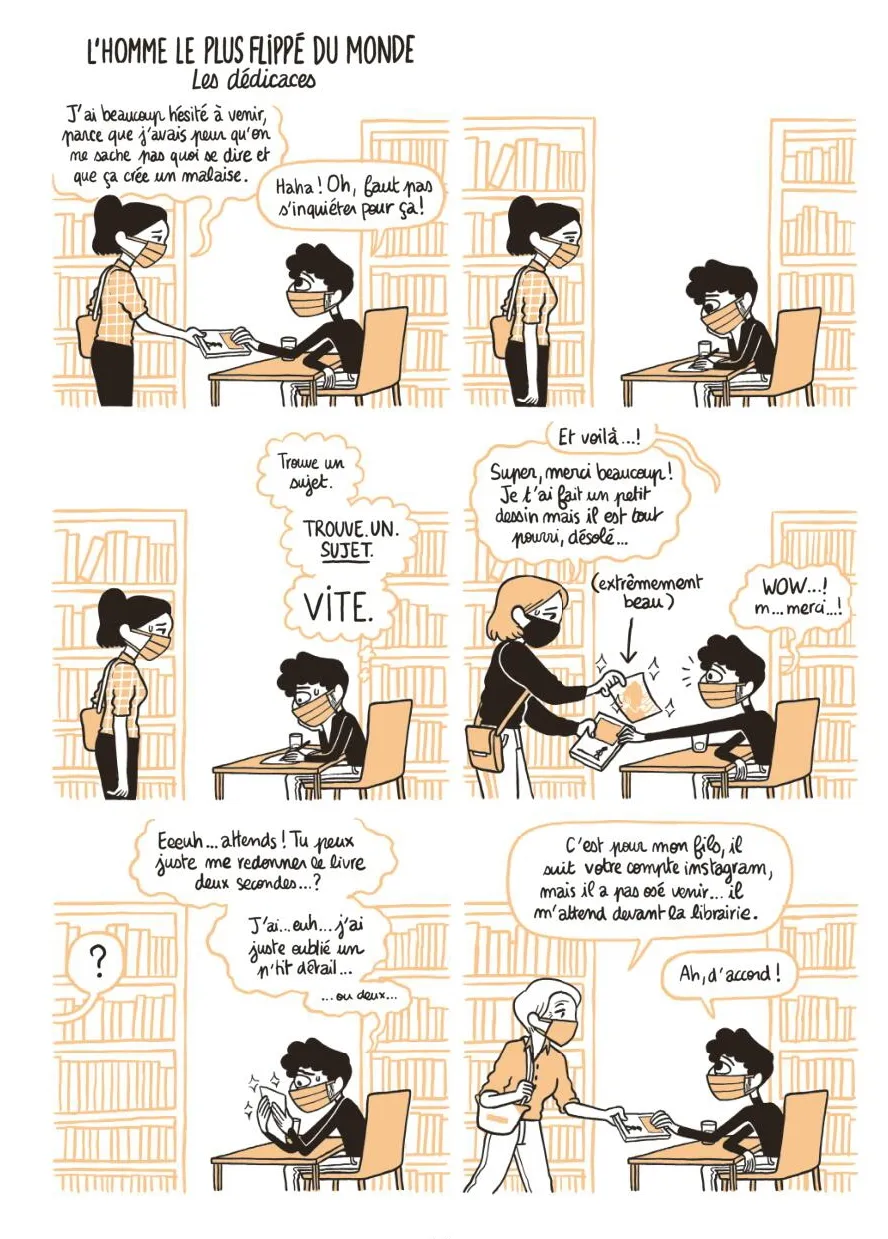 L'HOMME LE PLUS FLIPPÉ DU MONDE
Les dédicaces
J'ai beaucoup hésité à venir,
parce que j'avais peur qu'on
me sache pas quoi se dire et
que ça crée un malaise.
Haha ! Oh, faut pas
s'inquiéter pour ça !
Trouve un
sujet.
TROUVE.UN.
SUJET.
VITE.
Et voilà...!
Super, merci beaucoup !
Je t'ai fait un petit
dessin mais il est tout
pourri, désolé...
(extrêmement
beau)
WOW...!
m...merci...!
Eeeuh... attends ! Tu peux
juste me redonner le livre
deux secondes...?
?
J'ai...euh...j'ai
juste oublié un
p'tit détail...
...ou deux...
C'est pour mon fils, il
suit votre compte instagram,
mais il a pas osé venir... il
m'attend devant la librairie.
Ah, d'accord !